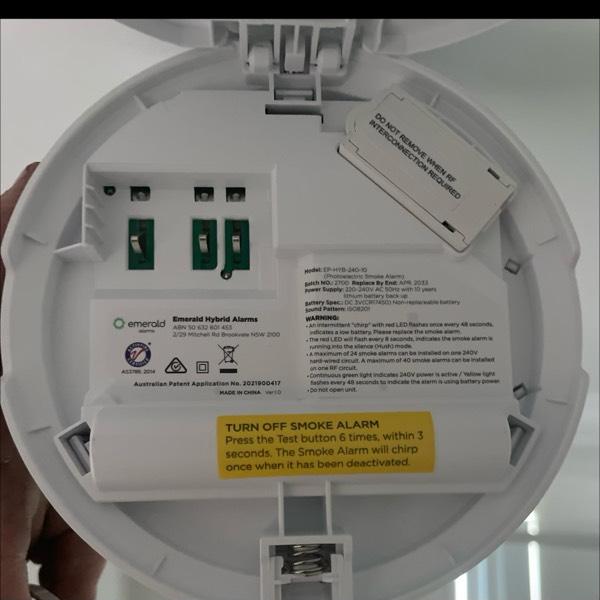 DO NOT REMOVE WHEN RF
INTERCONNECTION REQUIRED
Model: EP-HYB-240-10
(Photoelectric Smoke Alarm)
Batch NO.: 2700 Replace By End: APR, 2033
Power Supply: 220-240V AC 50Hz with 10 years
lithium battery back up
Battery Spec.: DC 3V(CR17450) Non-replaceable battery
Sound Pattern: ISO8201
WARNING:
• An intermittent "chirp" with red LED flashes once every 48 seconds,
indicates a low battery. Please replace the smoke alarm.
• The red LED will flash every 8 seconds, indicates the smoke alarm is
running into the silence (Hush) mode.
• A maximum of 24 smoke alarms can be installed on one 240V
hard-wired circuit. A maximum of 40 smoke alarms can be installed
on one RF circuit.
• Continuous green light indicates 240V power is active / Yellow light
flashes every 48 seconds to indicate the alarm is using battery power.
• Do not open unit.
emerald
alarms
Emerald Hybrid Alarms
ABN 50 632 801 453
2/29 Mitchell Rd Brookvale NSW 2100
AS3786: 2014
Australian Patent Application No. 2021900417
MADE IN CHINA Ver:1.0
TURN OFF SMOKE ALARM
Press the Test button 6 times, within 3
seconds. The Smoke Alarm will chirp
once when it has been deactivated.